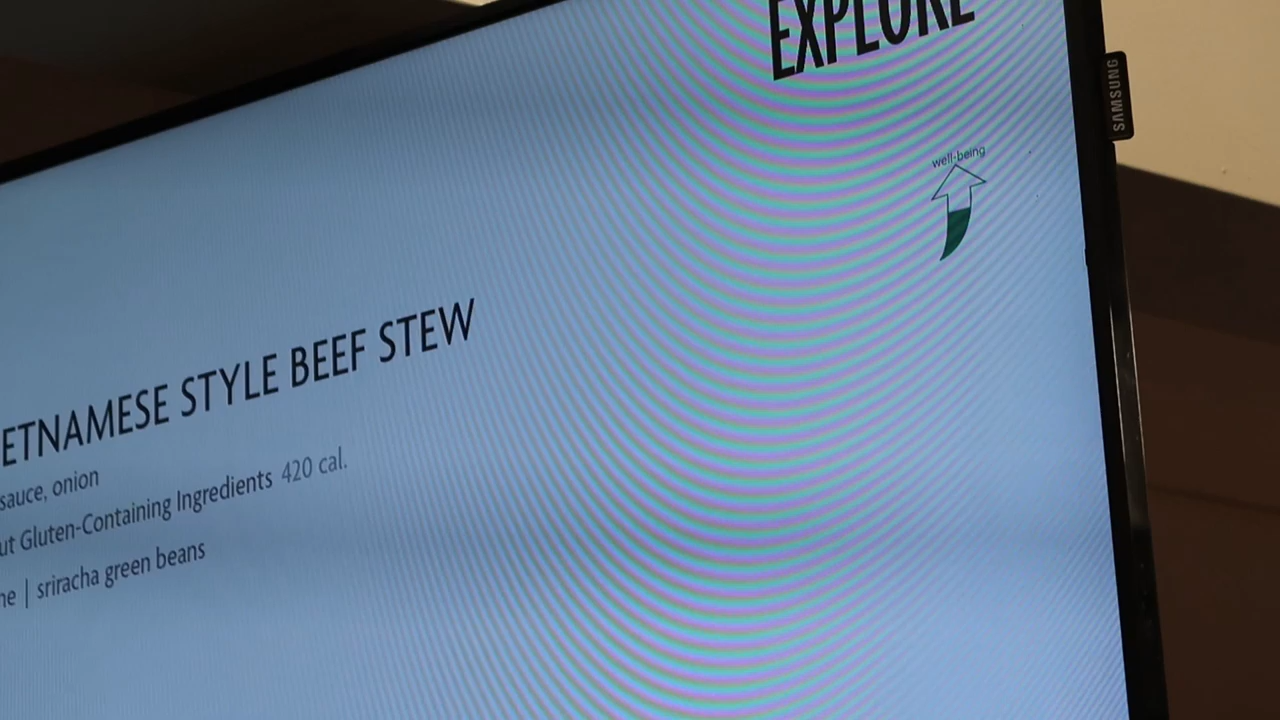 EXPLORE
SAMSUNG
well-being
ETNAMESE STYLE BEEF STEW
sauce, onion
ut Gluten-Containing Ingredients 420 cal.
ne | sriracha green beans